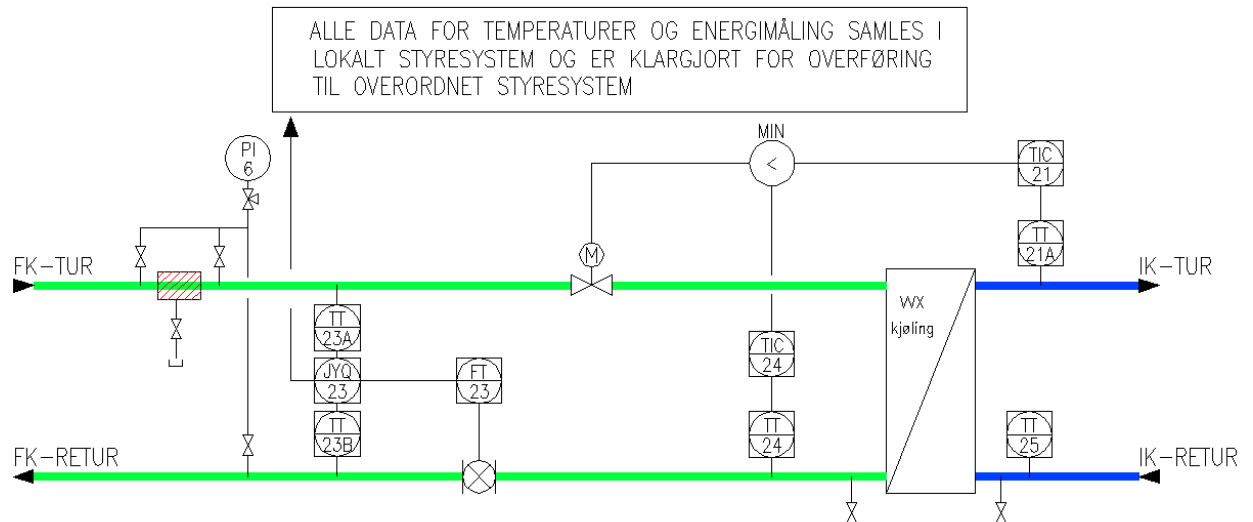 ALLE DATA FOR TEMPERATURER OG ENERGIMÅLING SAMLES I
LOKALT STYRESYSTEM OG ER KLARGJORT FOR OVERFØRING
TIL OVERORDNET STYRESYSTEM
MIN
PI
6
<
TIC
21
TT
21A
M
FK-TUR
IK-TUR
VVX
kjøling
TT
23A
TIC
24
JYQ
23
FT
23
TT
23B
TT
24
TT
25
FK-RETUR
IK-RETUR